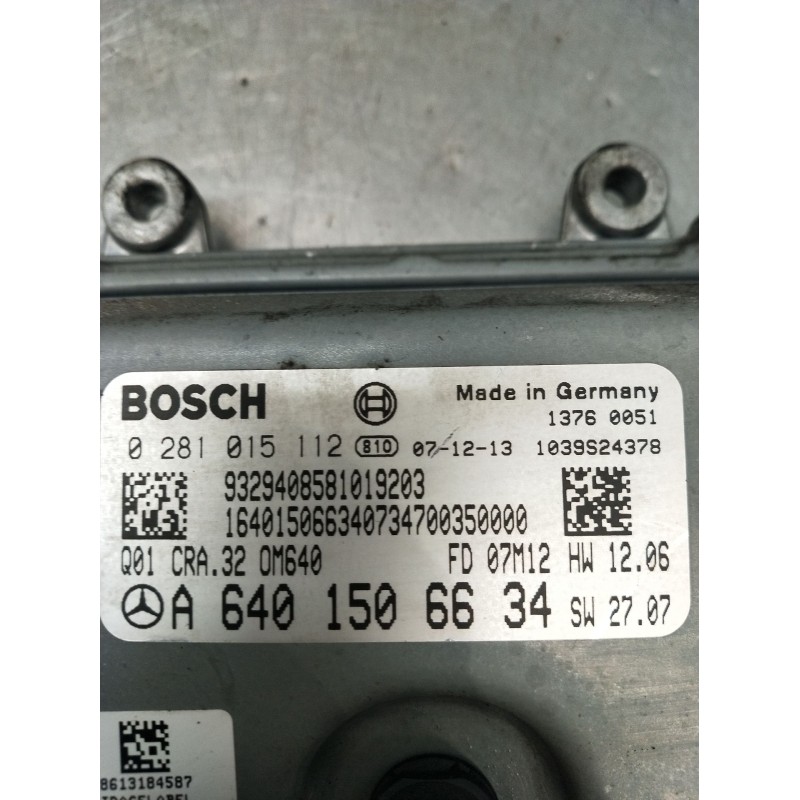 BOSCH Made in Germany
1376 0051
0 281 015 112 810 07-12-13 1039S24378
9329408581019203
164015066340734700350000
Q01 CRA.32 OM640 FD 07M12 HW 12.06
A 640 150 66 34 SW 27.07
8613184587